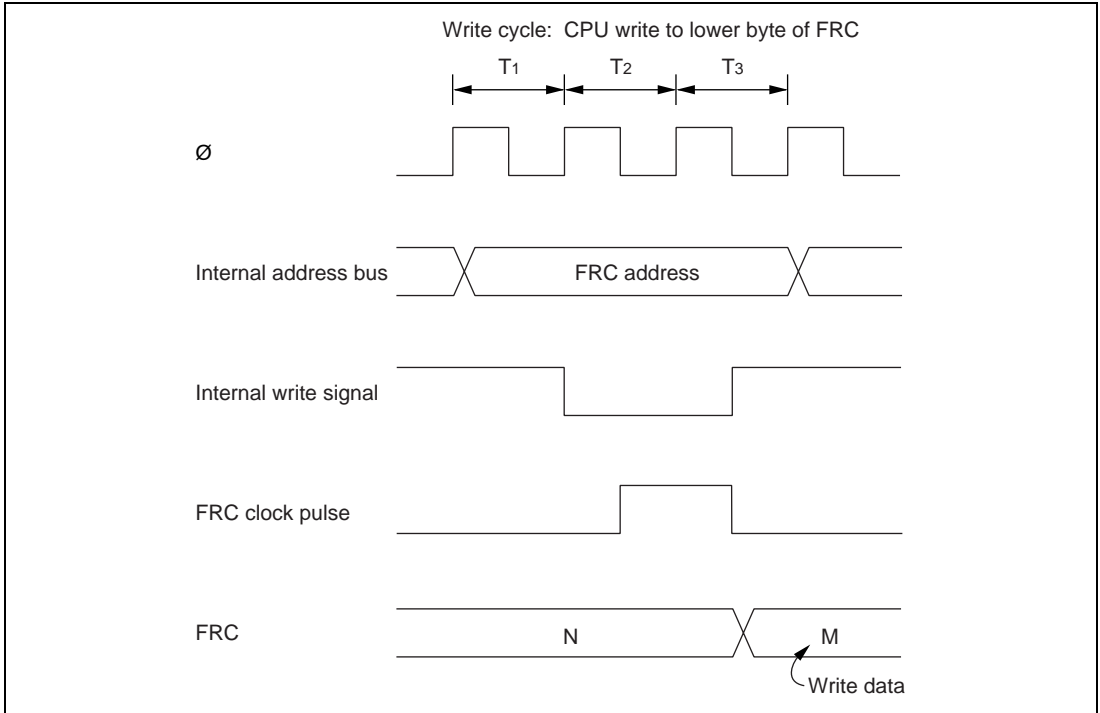 Write cycle: CPU write to lower byte of FRC
T1 T2 T3
Ø
Internal address bus FRC address
Internal write signal
FRC clock pulse
FRC N M
Write data